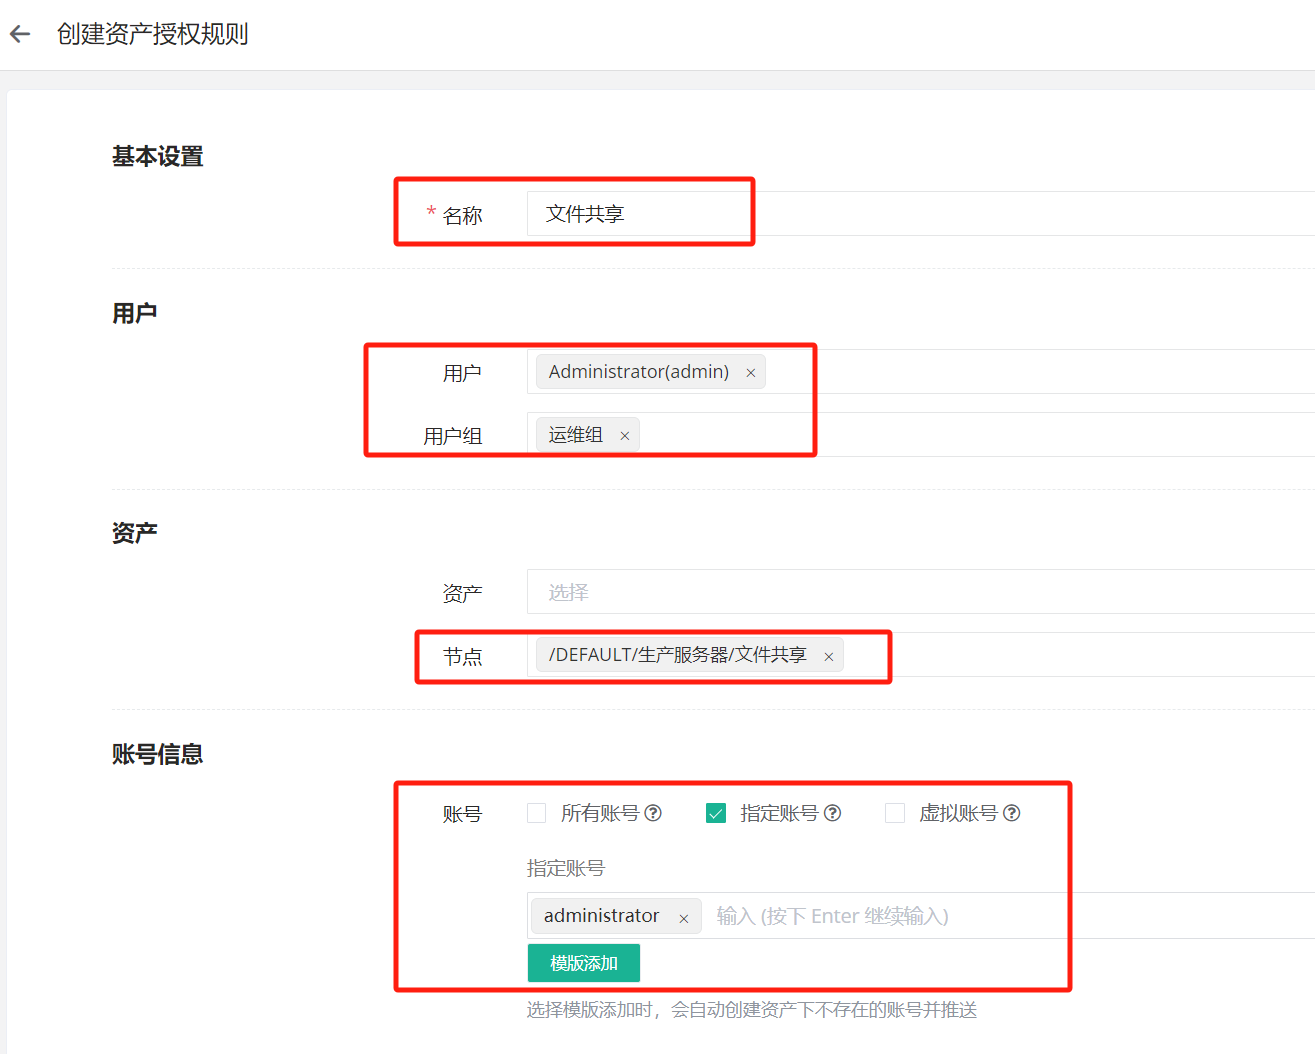 创建资产授权规则
基本设置
* 名称 文件共享
用户
用户 Administrator(admin) ×
用户组 运维组 ×
资产
资产 选择
节点 /DEFAULT/生产服务器/文件共享 ×
账号信息
账号 所有账号 ? 指定账号 ? 虚拟账号 ?
指定账号
administrator × 输入 (按下 Enter 继续输入)
模版添加
选择模版添加时，会自动创建资产下不存在的账号并推送